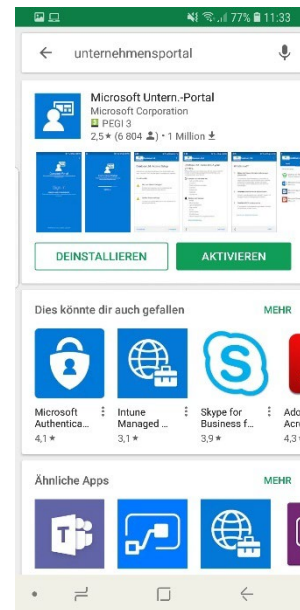 77% 11:33
unternehmensportal
Microsoft Untern.-Portal
Microsoft Corporation
PEGI 3
2,5★ (6 804) • 1 Million
DEINSTALLIEREN AKTIVIEREN
Dies könnte dir auch gefallen MEHR
Microsoft Authentica... 4,1★
Intune Managed ... 3,1★
Skype for Business f... 3,9★
Ado Acro 4,3
Ähnliche Apps MEHR